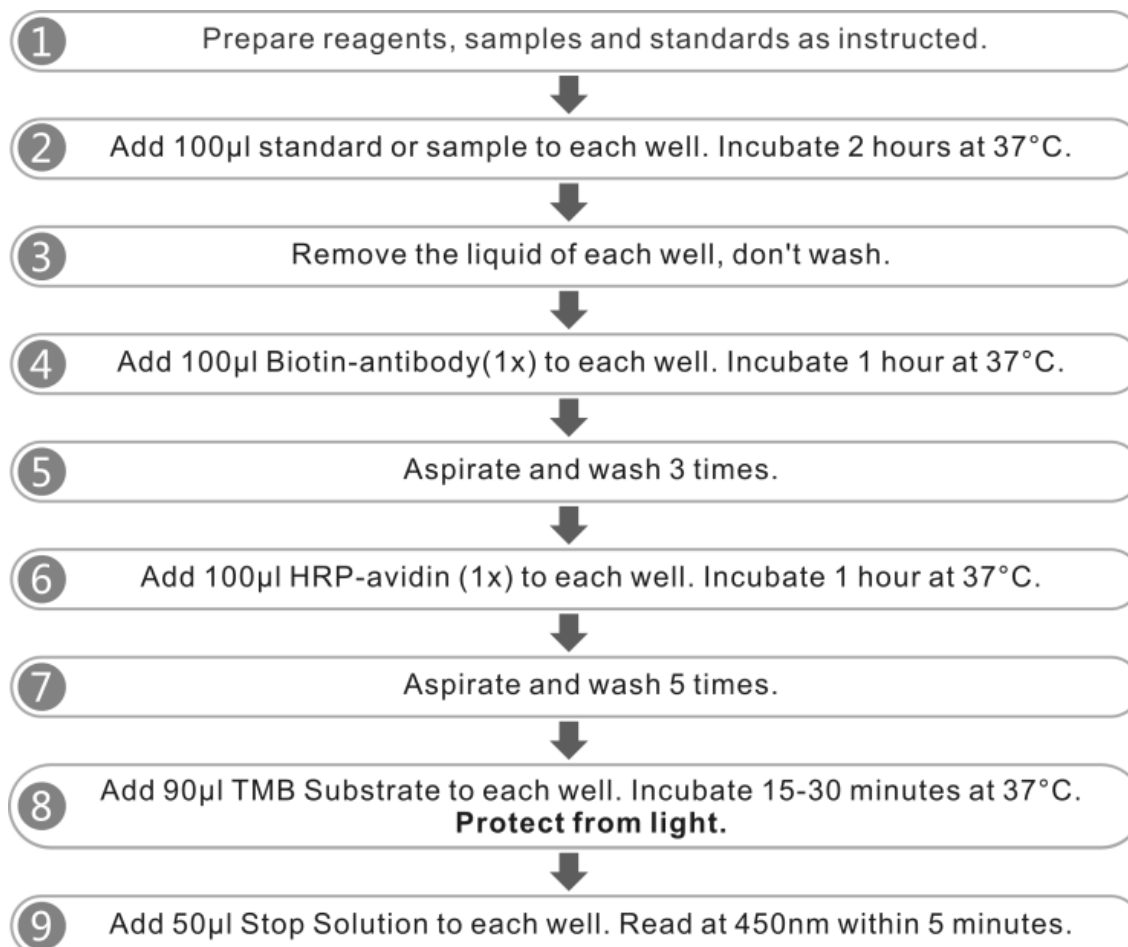 1 Prepare reagents, samples and standards as instructed.
2 Add 100µl standard or sample to each well. Incubate 2 hours at 37°C.
3 Remove the liquid of each well, don't wash.
4 Add 100µl Biotin-antibody(1x) to each well. Incubate 1 hour at 37°C.
5 Aspirate and wash 3 times.
6 Add 100µl HRP-avidin (1x) to each well. Incubate 1 hour at 37°C.
7 Aspirate and wash 5 times.
8 Add 90µl TMB Substrate to each well. Incubate 15-30 minutes at 37°C.
Protect from light.
9 Add 50µl Stop Solution to each well. Read at 450nm within 5 minutes.